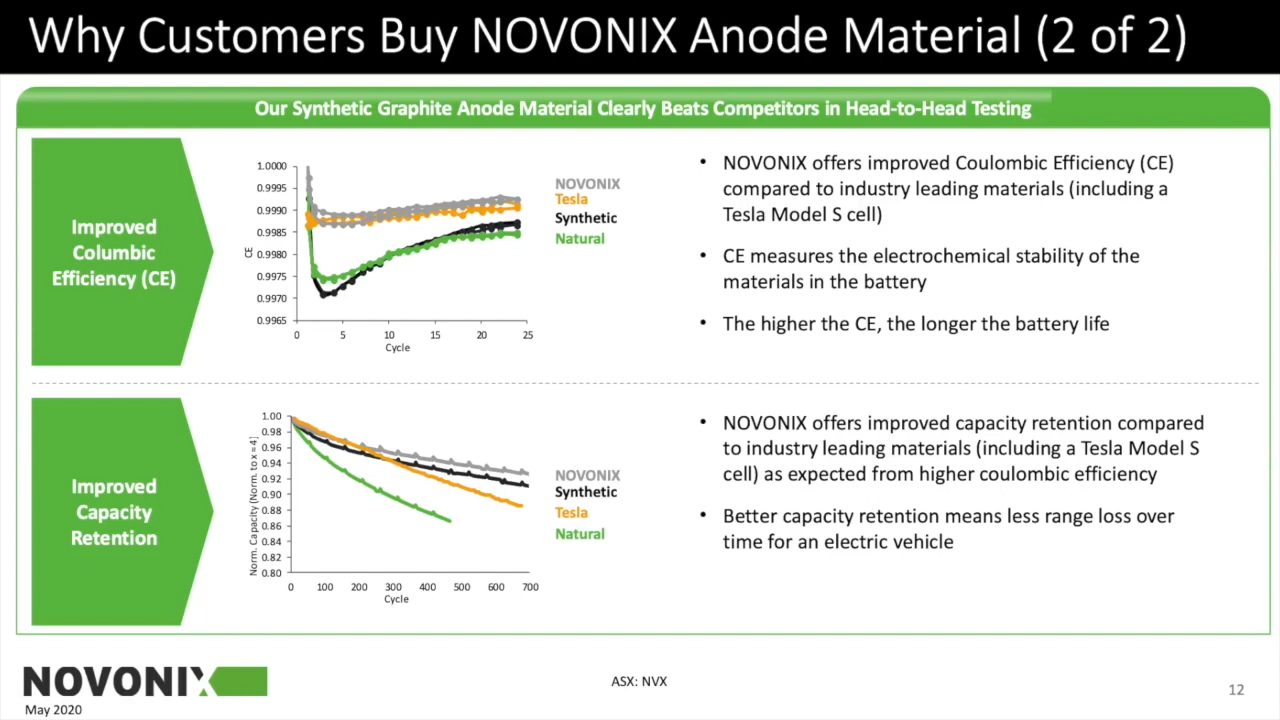 Why Customers Buy NOVONIX Anode Material (2 of 2)
Our Synthetic Graphite Anode Material Clearly Beats Competitors in Head-to-Head Testing
Improved
Columbic
Efficiency (CE)
1.0000
0.9995
0.9990
0.9985
0.9980
0.9975
0.9970
0.9965
CE
0 5 10 15 20 25
Cycle
NOVONIX
Tesla
Synthetic
Natural
• NOVONIX offers improved Coulombic Efficiency (CE)
compared to industry leading materials (including a
Tesla Model S cell)
• CE measures the electrochemical stability of the
materials in the battery
• The higher the CE, the longer the battery life
Improved
Capacity
Retention
1.00
0.98
0.96
0.94
0.92
0.90
0.88
0.86
0.84
0.82
0.80
Norm. Capacity (Norm. to x = 4)
0 100 200 300 400 500 600 700
Cycle
NOVONIX
Synthetic
Tesla
Natural
• NOVONIX offers improved capacity retention compared
to industry leading materials (including a Tesla Model S
cell) as expected from higher coulombic efficiency
• Better capacity retention means less range loss over
time for an electric vehicle
NOVONIX
May 2020
ASX: NVX
12